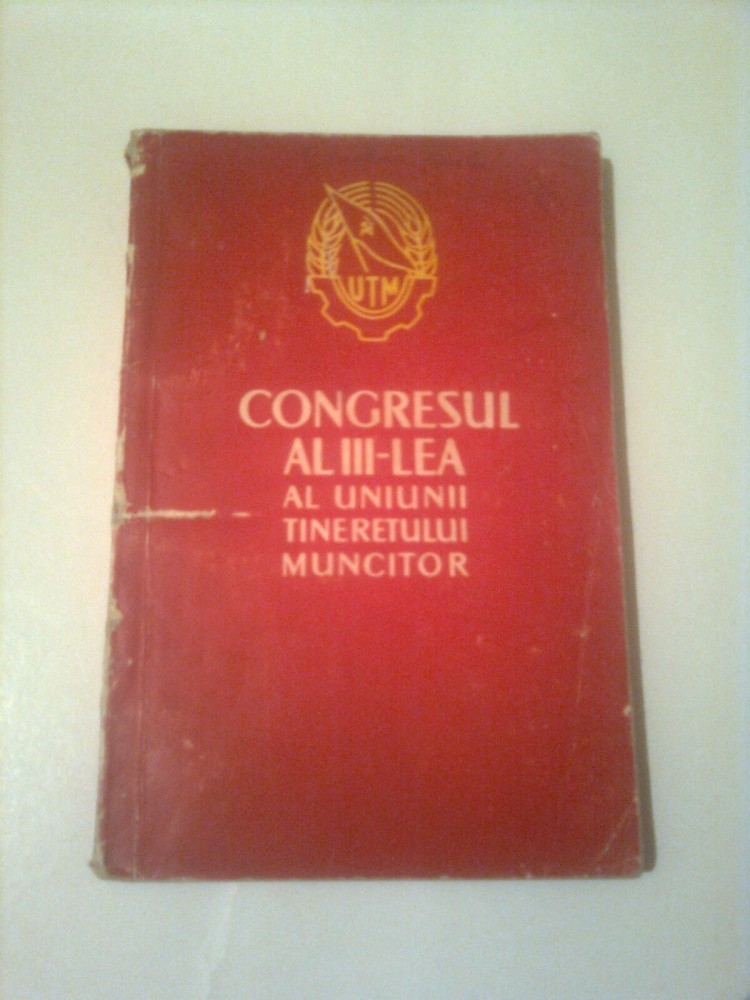 UTM
CONGRESUL
AL III-LEA
AL UNIUNII
TINERETULUI
MUNCITOR